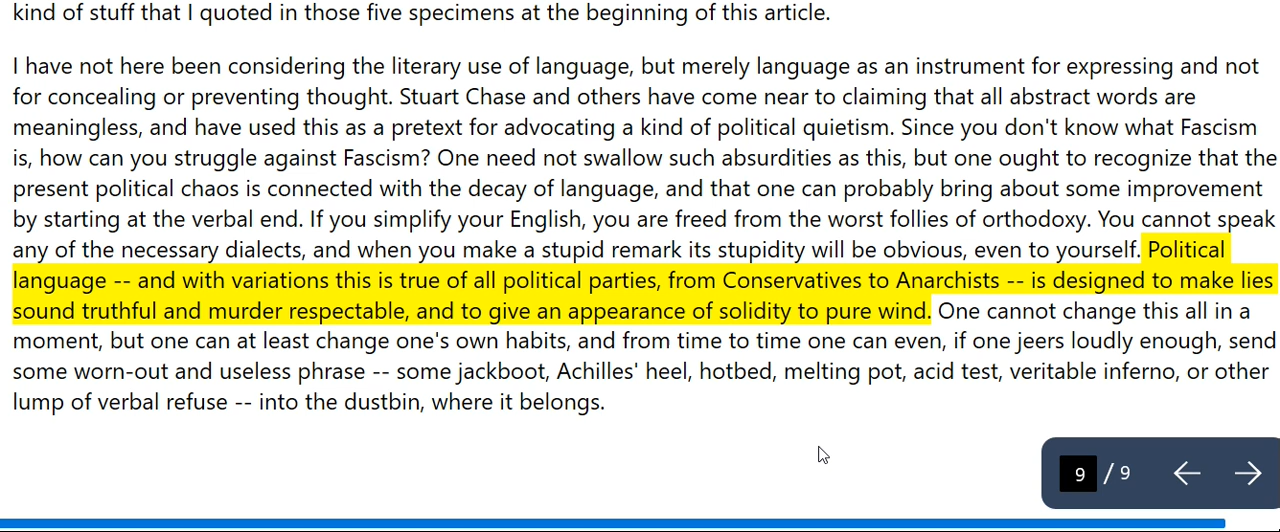 kind of stuff that I quoted in those five specimens at the beginning of this article.
I have not here been considering the literary use of language, but merely language as an instrument for expressing and not
for concealing or preventing thought. Stuart Chase and others have come near to claiming that all abstract words are
meaningless, and have used this as a pretext for advocating a kind of political quietism. Since you don't know what Fascism
is, how can you struggle against Fascism? One need not swallow such absurdities as this, but one ought to recognize that the
present political chaos is connected with the decay of language, and that one can probably bring about some improvement
by starting at the verbal end. If you simplify your English, you are freed from the worst follies of orthodoxy. You cannot speak
any of the necessary dialects, and when you make a stupid remark its stupidity will be obvious, even to yourself. Political
language -- and with variations this is true of all political parties, from Conservatives to Anarchists -- is designed to make lies
sound truthful and murder respectable, and to give an appearance of solidity to pure wind. One cannot change this all in a
moment, but one can at least change one's own habits, and from time to time one can even, if one jeers loudly enough, send
some worn-out and useless phrase -- some jackboot, Achilles' heel, hotbed, melting pot, acid test, veritable inferno, or other
lump of verbal refuse -- into the dustbin, where it belongs.
9 / 9